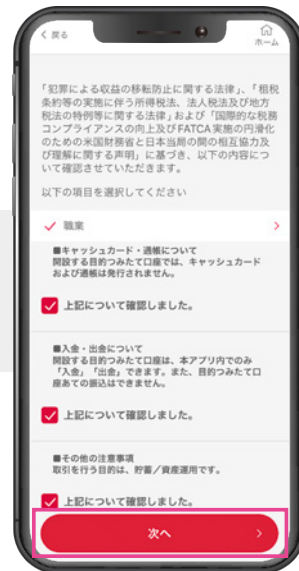 戻る
ホーム
「犯罪による収益の移転防止に関する法律」、「租税
条約等の実施に伴う所得税法、法人税法及び地方
税法の特例等に関する法律」および「国際的な税務
コンプライアンスの向上及びFATCA実施の円滑化
のための米国財務省と日本当局の間の相互協力及
び理解に関する声明」に基づき、以下の内容につ
いて確認させていただきます。
以下の項目を選択してください
職業
■キャッシュカード・通帳について
開設する目的つみたて口座では、キャッシュカード
および通帳は発行されません。
上記について確認しました。
■入金・出金について
開設する目的つみたて口座は、本アプリ内でのみ
「入金」「出金」できます。また、目的つみたて口
座あての振込はできません。
上記について確認しました。
■その他の注意事項
取引を行う目的は、貯蓄／資産運用です。
上記について確認しました。
次へ